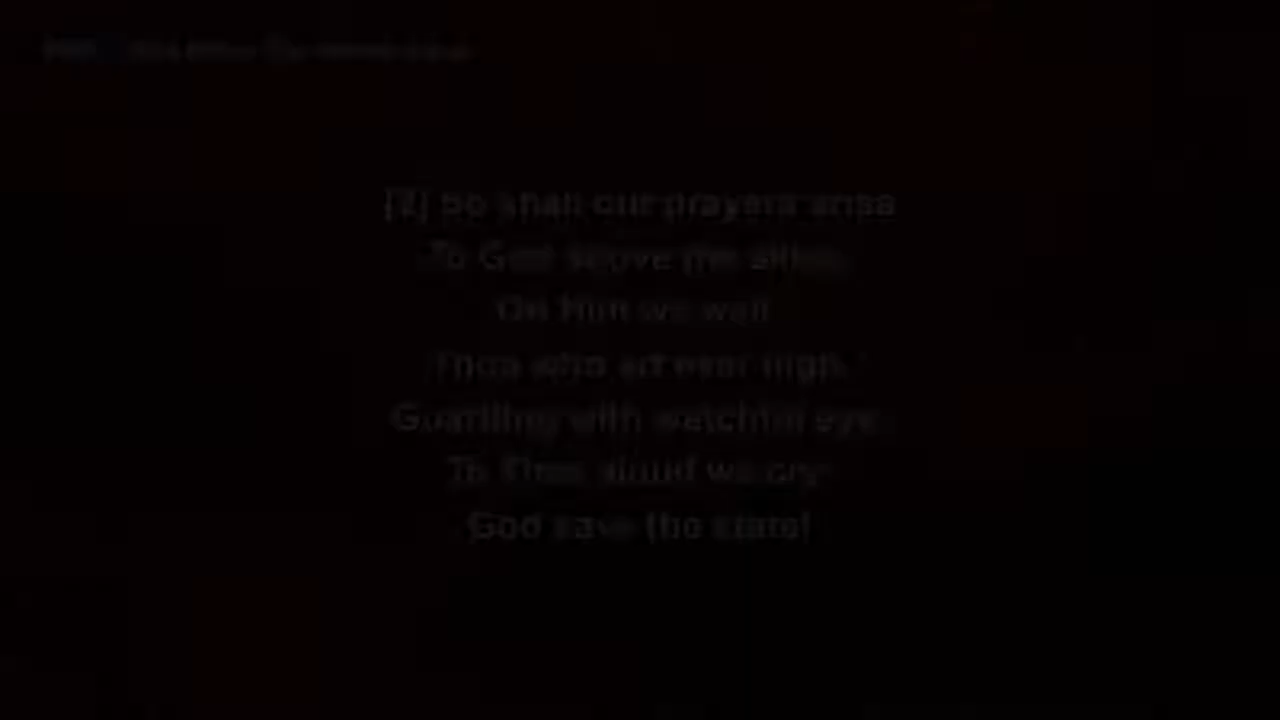 [2] So shall our prayers arise
To God above the skies,
On Him we wait
Thou who art ever nigh,
Guarding with watchful eye
To Thee aloud we cry
God save the state!